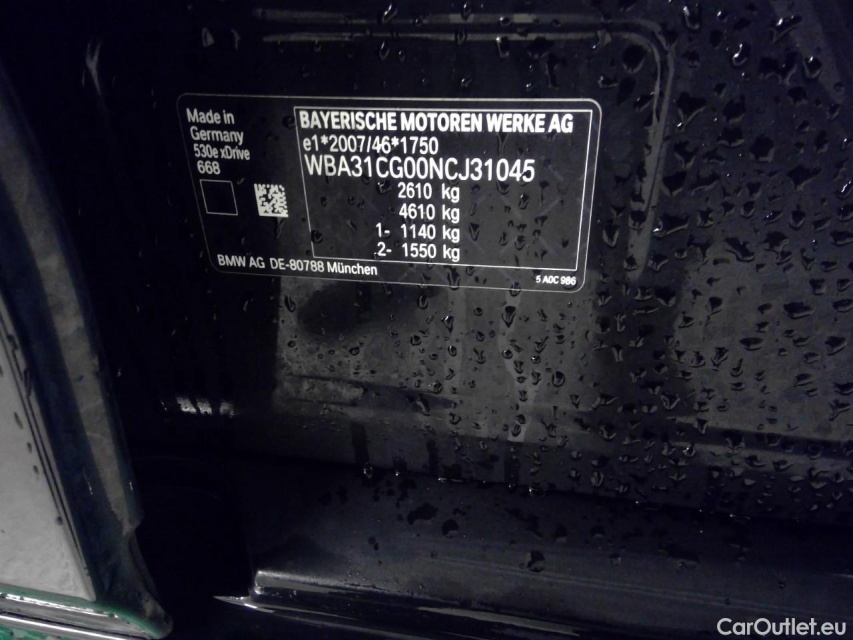 Made in
Germany
530e xDrive
668
BAYERISCHE MOTOREN WERKE AG
e1*2007/46*1750
WBA31CG00NCJ31045
2610 kg
4610 kg
1- 1140 kg
2- 1550 kg
BMW AG DE-80788 München
5 A0C 986
CarOutlet.eu